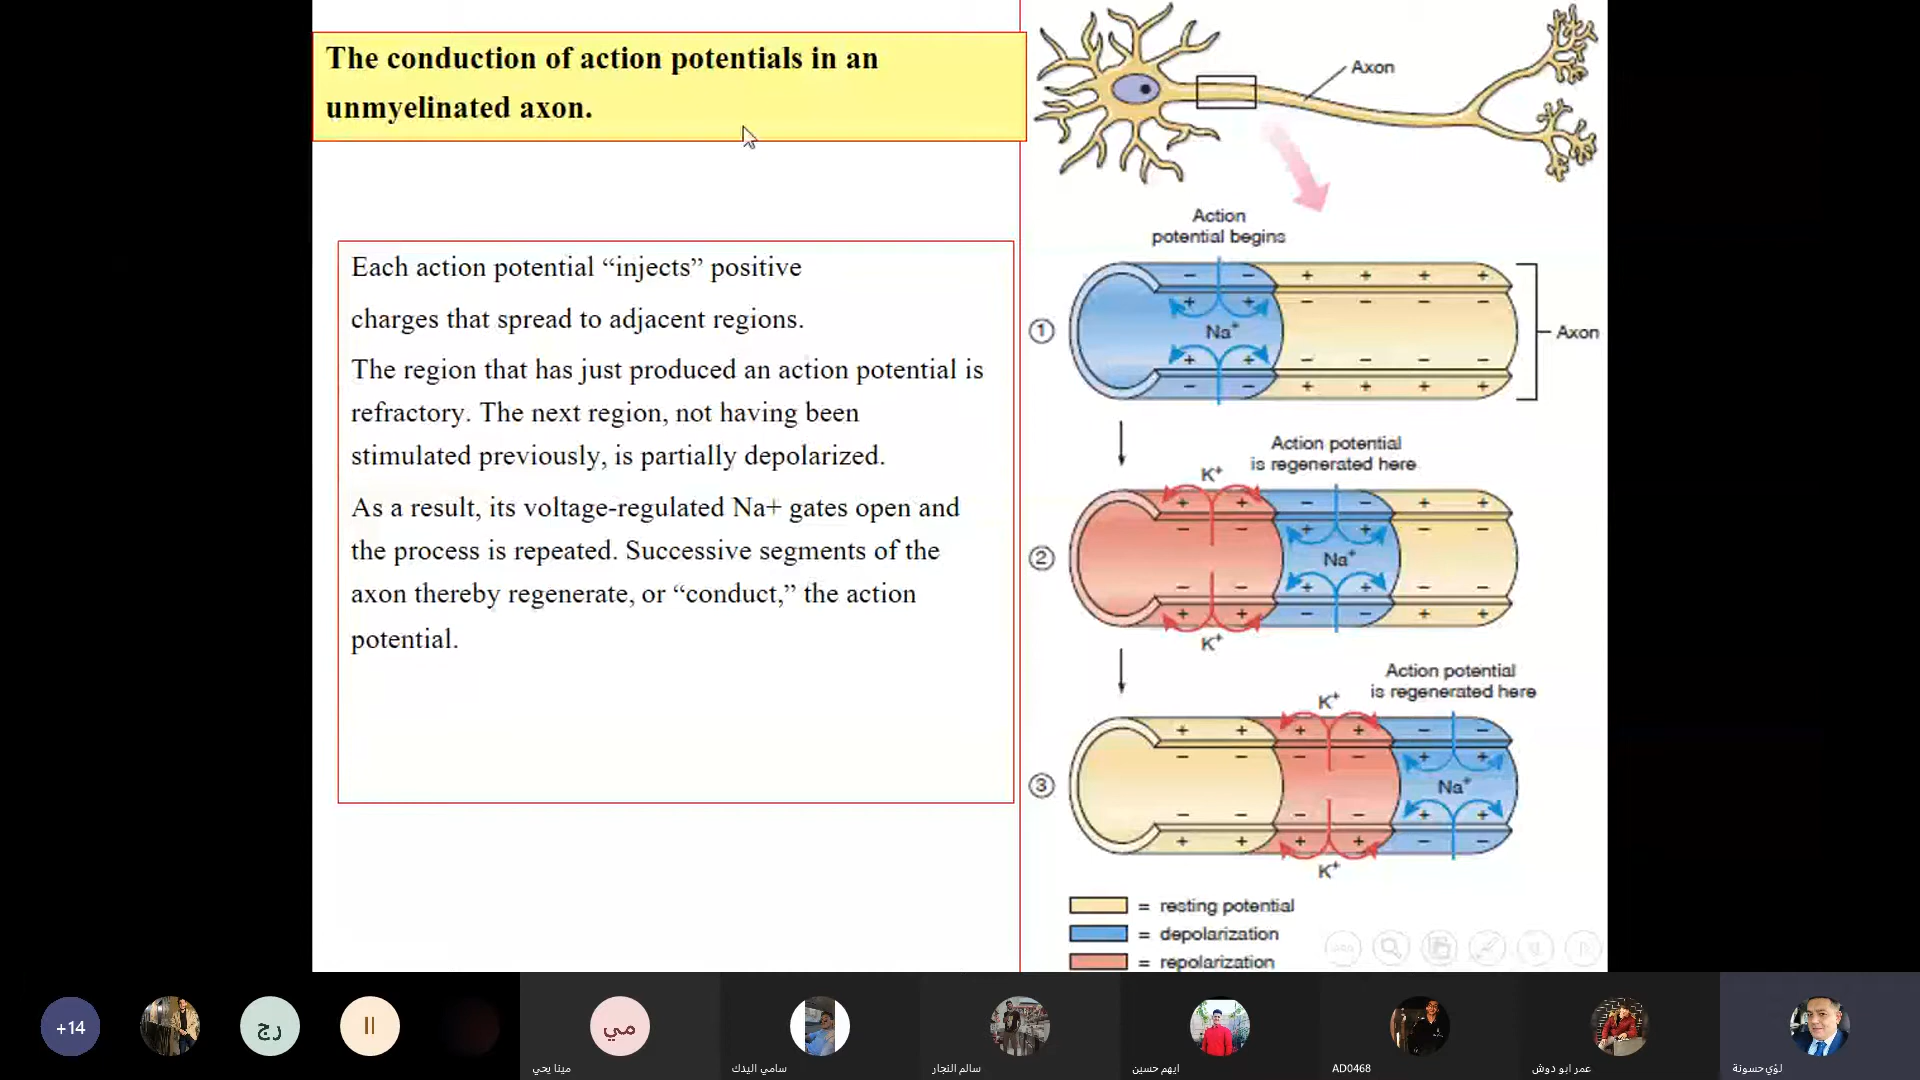 The conduction of action potentials in an
unmyelinated axon.
Each action potential “injects” positive
charges that spread to adjacent regions.
The region that has just produced an action potential is
refractory. The next region, not having been
stimulated previously, is partially depolarized.
As a result, its voltage-regulated Na+ gates open and
the process is repeated. Successive segments of the
axon thereby regenerate, or “conduct,” the action
potential.
Axon
Action
potential begins
− − + + + +
+ + − − − −
1
Na+
Axon
+ + − − − −
− − + + + +
Action potential
is regenerated here
K+
+ + − − + +
− − + + − −
2
Na+
− − + + − −
+ + − − + +
K+
Action potential
is regenerated here
K+
+ + + + − −
− − − − + +
3
Na+
− − − − + +
+ + + + − −
K+
= resting potential
= depolarization
= repolarization
+14
رج
اا
مي
مينا يحي
سامي اليدك
سالم النجار
ايهم حسين
AD0468
عمر ابو دوش
لؤي حسونة